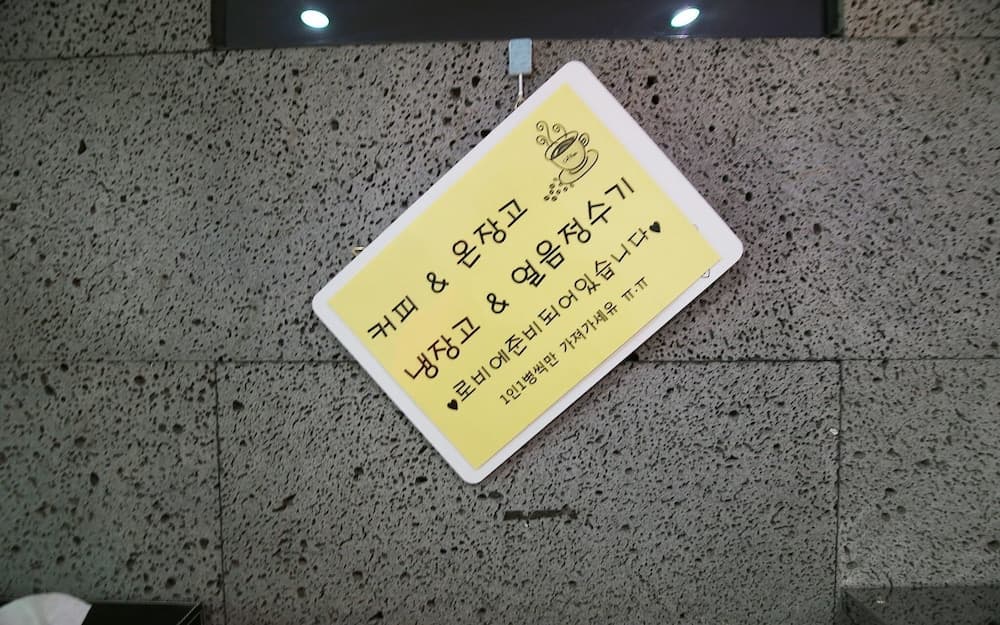 커피 & 온장고
냉장고 & 얼음정수기
♥로비에준비되어있습니다♥
1인1병씩만 가져가세유 ㅠ.ㅠ